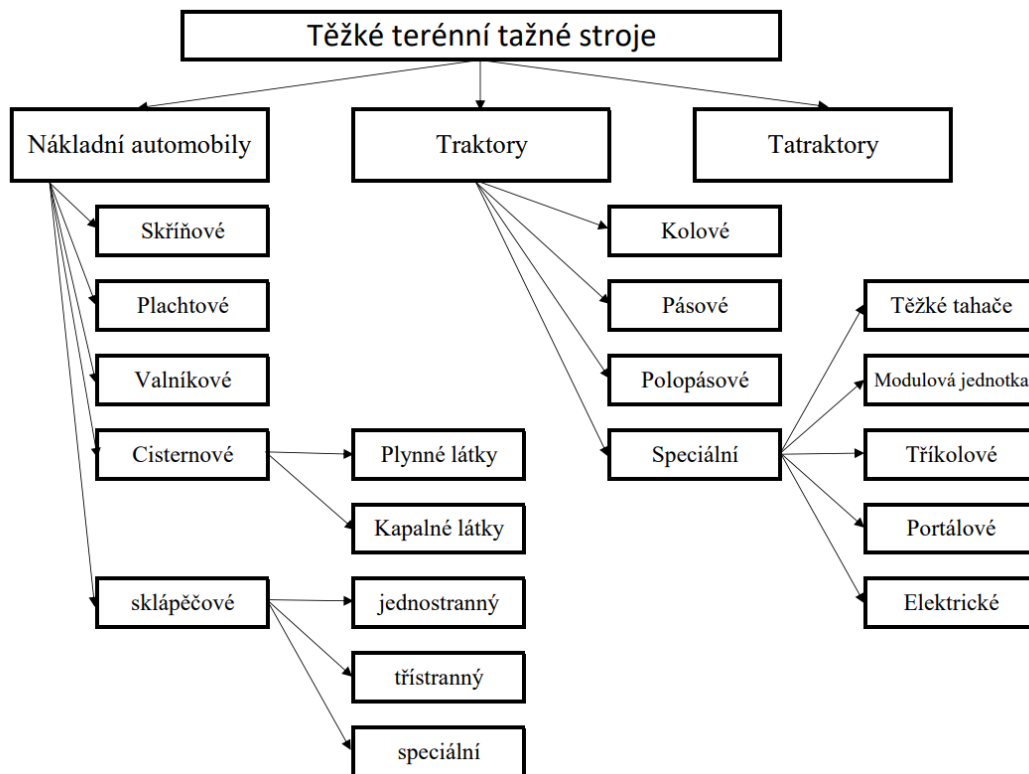 Těžké terénní tažné stroje
Nákladní automobily
Traktory
Tatraktory
Skříňové
Plachtové
Valníkové
Cisternové
Plynné látky
Kapalné látky
sklápěčové
jednostranný
třístranný
speciální
Kolové
Pásové
Polopásové
Speciální
Těžké tahače
Modulová jednotka
Tříkolové
Portálové
Elektrické